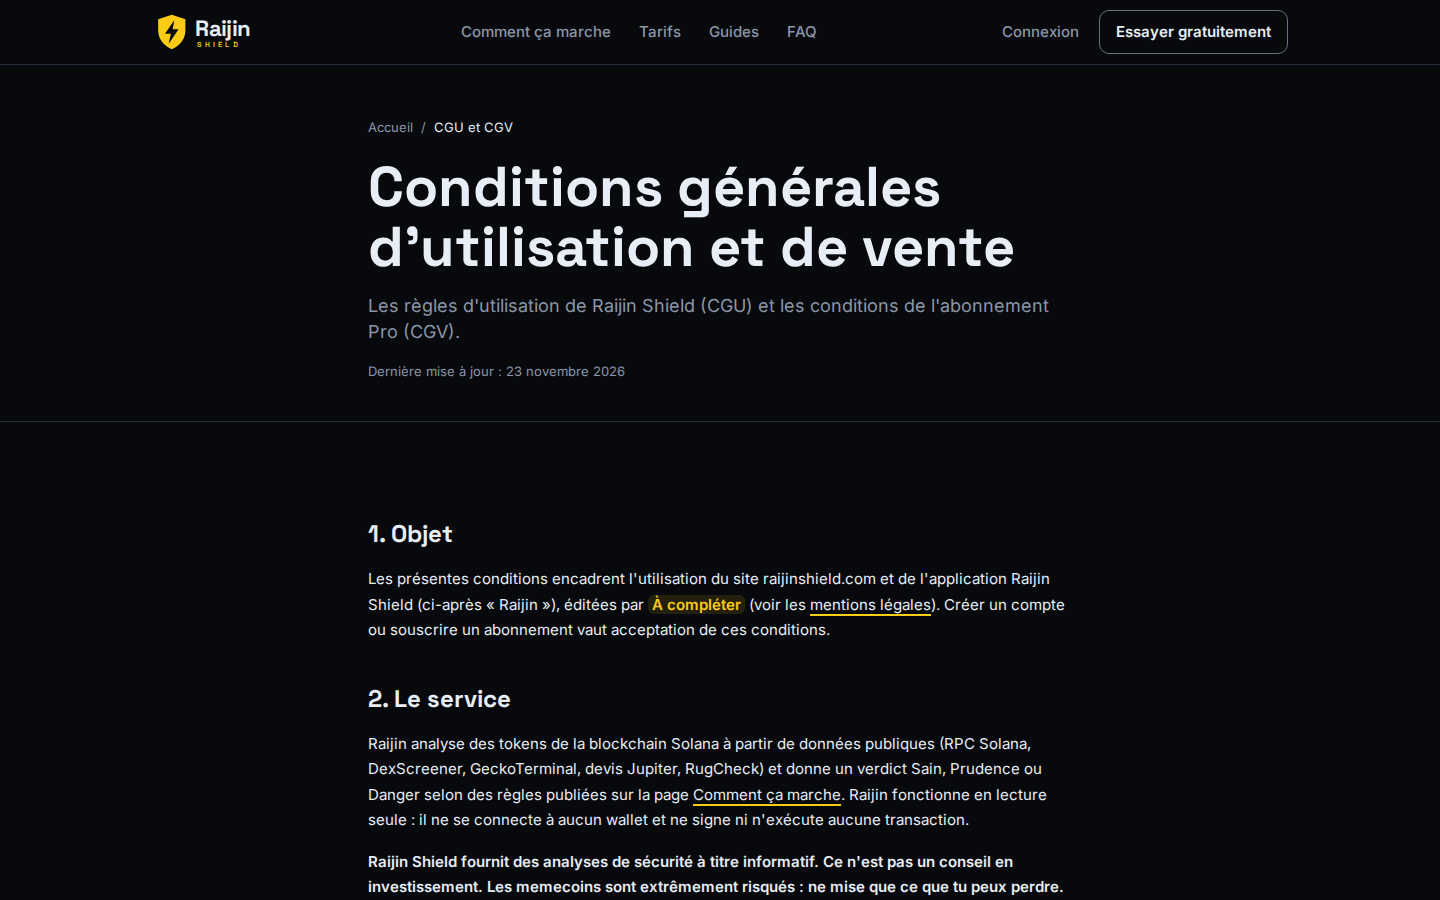 Raijin
SHIELD
Comment ça marche
Tarifs
Guides
FAQ
Connexion
Essayer gratuitement
Accueil / CGU et CGV
Conditions générales
d’utilisation et de vente
Les règles d'utilisation de Raijin Shield (CGU) et les conditions de l'abonnement
Pro (CGV).
Dernière mise à jour : 23 novembre 2026
1. Objet
Les présentes conditions encadrent l'utilisation du site raijinshield.com et de l'application Raijin
Shield (ci-après « Raijin »), éditées par À compléter (voir les mentions légales). Créer un compte
ou souscrire un abonnement vaut acceptation de ces conditions.
2. Le service
Raijin analyse des tokens de la blockchain Solana à partir de données publiques (RPC Solana,
DexScreener, GeckoTerminal, devis Jupiter, RugCheck) et donne un verdict Sain, Prudence ou
Danger selon des règles publiées sur la page Comment ça marche. Raijin fonctionne en lecture
seule : il ne se connecte à aucun wallet et ne signe ni n'exécute aucune transaction.
Raijin Shield fournit des analyses de sécurité à titre informatif. Ce n'est pas un conseil en
investissement. Les memecoins sont extrêmement risqués : ne mise que ce que tu peux perdre.